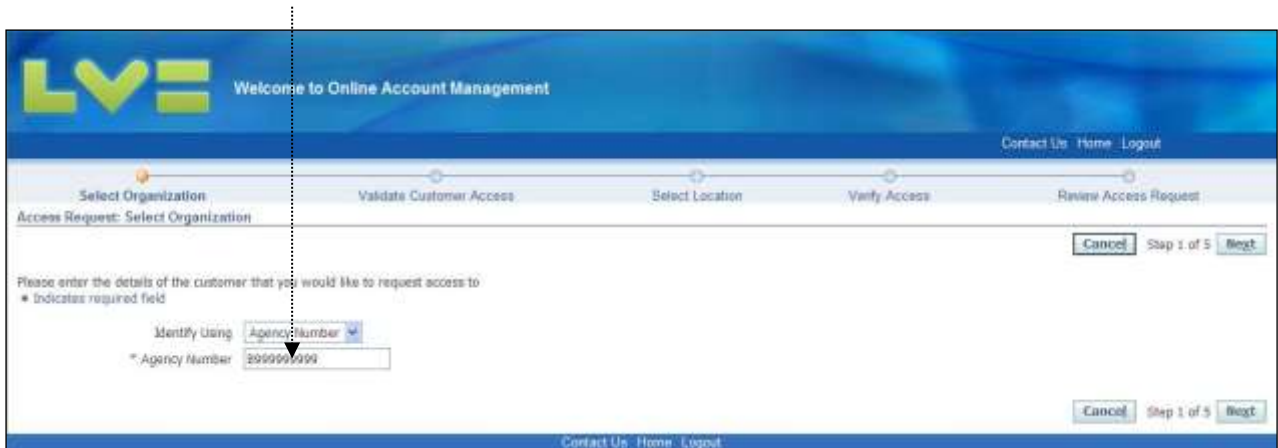 LV=
Welcome to Online Account Management
Contact Us Home Logout
Select Organization Validate Customer Access Select Location Verify Access Review Access Request
Access Request: Select Organization
Cancel Step 1 of 5 Next
Please enter the details of the customer that you would like to request access to
* Indicates required field
Identify Using Agency Number
* Agency Number 8999999999
Cancel Step 1 of 5 Next
Contact Us Home Logout